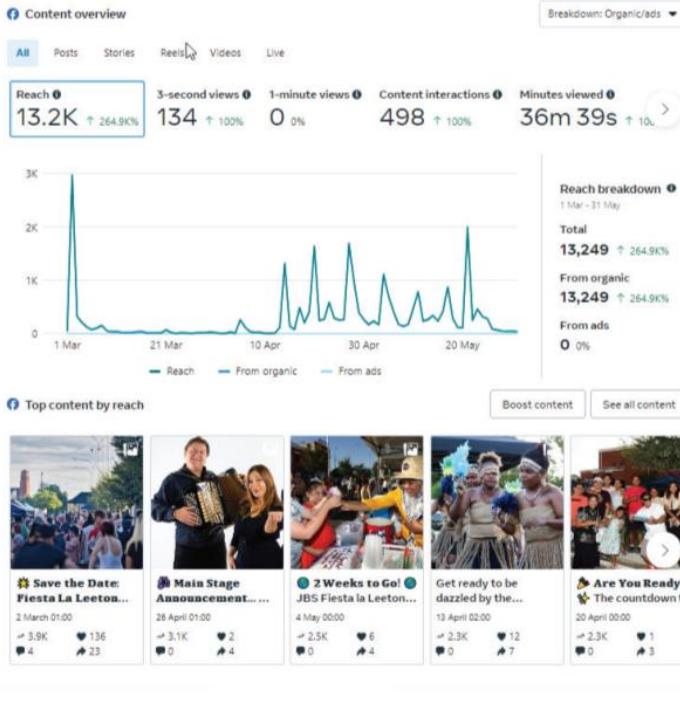 Content overview
Breakdown: Organic/ads
All Posts Stories Reels Videos Live
Reach 3-second views 1-minute views Content interactions Minutes viewed
13.2K ↑ 264.9K% 134 ↑ 100% 0 0% 498 ↑ 100% 36m 39s ↑
3K
2K
1K
0
1 Mar 21 Mar 10 Apr 30 Apr 20 May
Reach From organic From ads
Reach breakdown
1 Mar - 31 May
Total
13,249 ↑ 264.9K%
From organic
13,249 ↑ 264.9K%
From ads
0 0%
Top content by reach
Boost content
See all content
Save the Date:
Fiesta La Leeton...
2 March 01:00
3.9K 136
4 23
Main Stage
Announcement... ...
26 April 01:00
3.1K 2
0 4
2 Weeks to Go!
JBS Fiesta la Leeton...
4 May 00:00
2.5K 6
0 4
Get ready to be
dazzled by the...
13 April 02:00
2.3K 12
0 7
Are You Ready
The countdown
20 April 00:00
2.3K 1
0 3